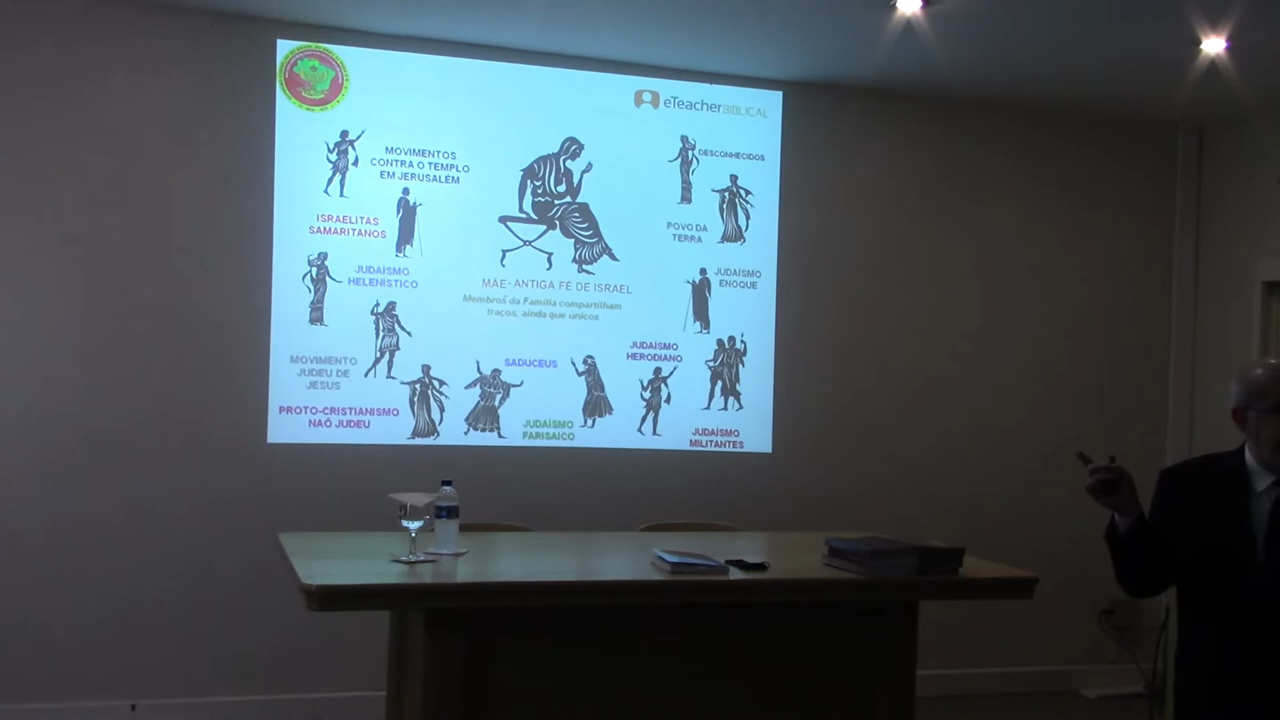 eTeacherBIBLICAL
MOVIMENTOS
CONTRA O TEMPLO
EM JERUSALÉM
DESCONHECIDOS
ISRAELITAS
SAMARITANOS
POVO DA
TERRA
JUDAÍSMO
HELENÍSTICO
MÃE- ANTIGA FÉ DE ISRAEL
Membros da Família compartilham
traços, ainda que únicos
JUDAÍSMO
ENOQUE
MOVIMENTO
JUDEU DE
JESUS
SADUCEUS
JUDAÍSMO
HERODIANO
PROTO-CRISTIANISMO
NAÕ JUDEU
JUDAÍSMO
FARISAICO
JUDAÍSMO
MILITANTES